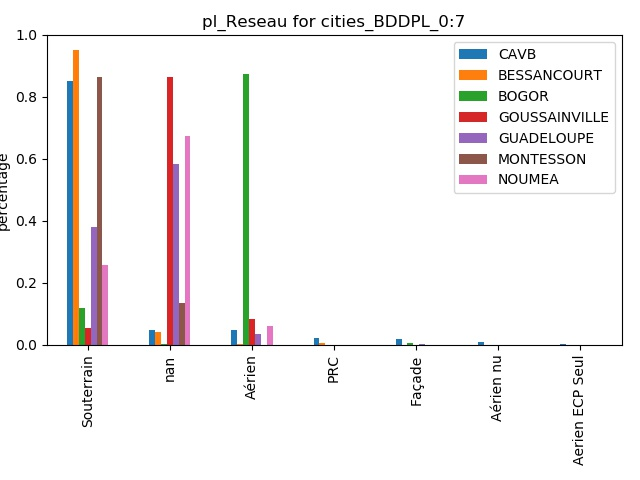 pl_Reseau for cities_BDDPL_0:7
percentage
1.0
0.8
0.6
0.4
0.2
0.0
CAVB
BESSANCOURT
BOGOR
GOUSSAINVILLE
GUADELOUPE
MONTESSON
NOUMEA
Souterrain
nan
Aérien
PRC
Façade
Aérien nu
Aerien ECP Seul